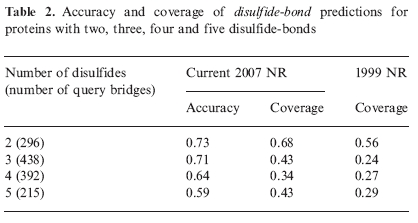 Table 2. Accuracy and coverage of disulfide-bond predictions for
proteins with two, three, four and five disulfide-bonds
Number of disulfides Current 2007 NR 1999 NR
(number of query bridges)
Accuracy Coverage Coverage
2 (296) 0.73 0.68 0.56
3 (438) 0.71 0.43 0.24
4 (392) 0.64 0.34 0.27
5 (215) 0.59 0.43 0.29